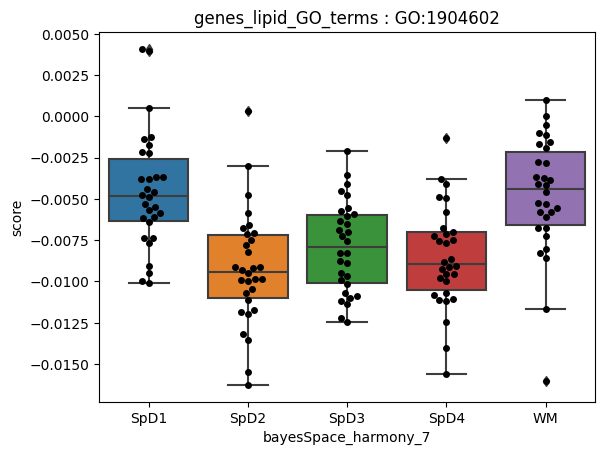 genes_lipid_GO_terms : GO:1904602
0.0050
0.0025
0.0000
−0.0025
−0.0050
−0.0075
−0.0100
−0.0125
−0.0150
score
SpD1 SpD2 SpD3 SpD4 WM
bayesSpace_harmony_7